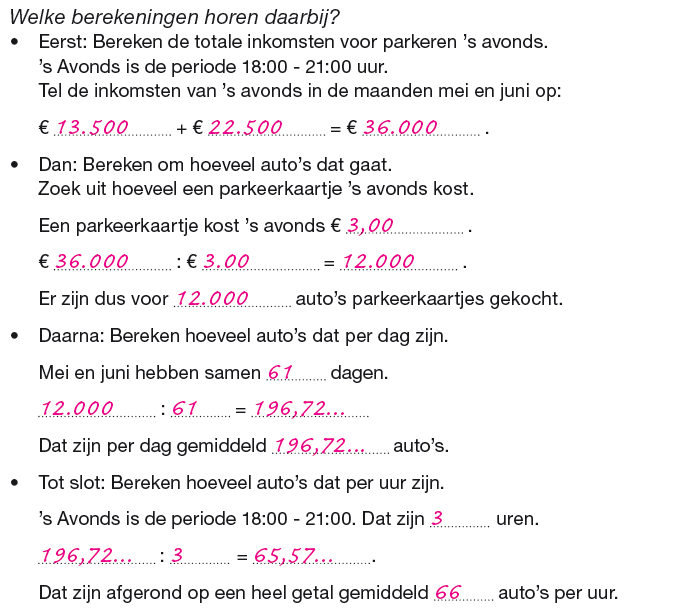 Welke berekeningen horen daarbij?
• Eerst: Bereken de totale inkomsten voor parkeren ’s avonds.
’s Avonds is de periode 18:00 - 21:00 uur.
Tel de inkomsten van ’s avonds in de maanden mei en juni op:
€ 13.500 + € 22.500 = € 36.000 .
• Dan: Bereken om hoeveel auto’s dat gaat.
Zoek uit hoeveel een parkeerkaartje ’s avonds kost.
Een parkeerkaartje kost ’s avonds € 3,00 .
€ 36.000 : € 3.00 = 12.000 .
Er zijn dus voor 12.000 auto’s parkeerkaartjes gekocht.
• Daarna: Bereken hoeveel auto’s dat per dag zijn.
Mei en juni hebben samen 61 dagen.
12.000 : 61 = 196,72...
Dat zijn per dag gemiddeld 196,72... auto’s.
• Tot slot: Bereken hoeveel auto’s dat per uur zijn.
’s Avonds is de periode 18:00 - 21:00. Dat zijn 3 uren.
196,72... : 3 = 65,57... .
Dat zijn afgerond op een heel getal gemiddeld 66 auto’s per uur.